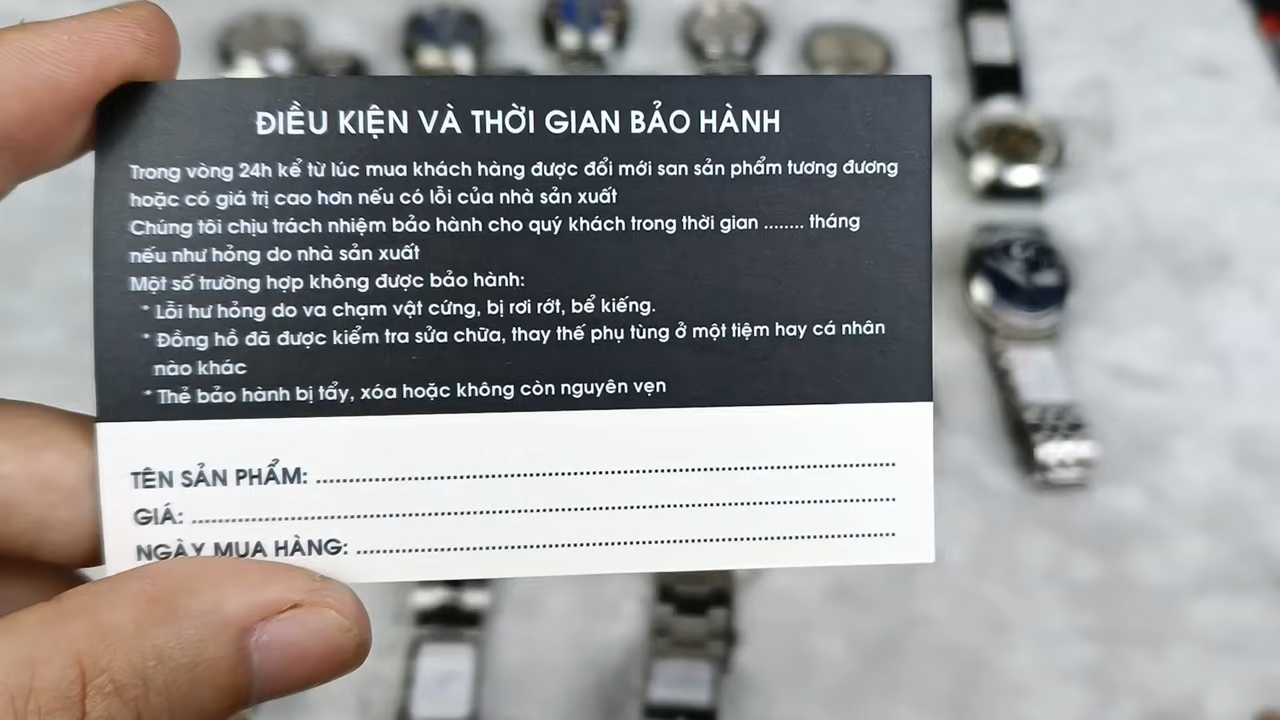 ĐIỀU KIỆN VÀ THỜI GIAN BẢO HÀNH
Trong vòng 24h kể từ lúc mua khách hàng được đổi mới san sản phẩm tương đương
hoặc có giá trị cao hơn nếu có lỗi của nhà sản xuất
Chúng tôi chịu trách nhiệm bảo hành cho quý khách trong thời gian ........ tháng
nếu như hỏng do nhà sản xuất
Một số trường hợp không được bảo hành:
* Lỗi hư hỏng do va chạm vật cứng, bị rơi rớt, bể kiếng.
* Đồng hồ đã được kiểm tra sửa chữa, thay thế phụ tùng ở một tiệm hay cá nhân
nào khác
* Thẻ bảo hành bị tẩy, xóa hoặc không còn nguyên vẹn
TÊN SẢN PHẨM: ................................................................
GIÁ: ................................................................
NGÀY MUA HÀNG: ................................................................